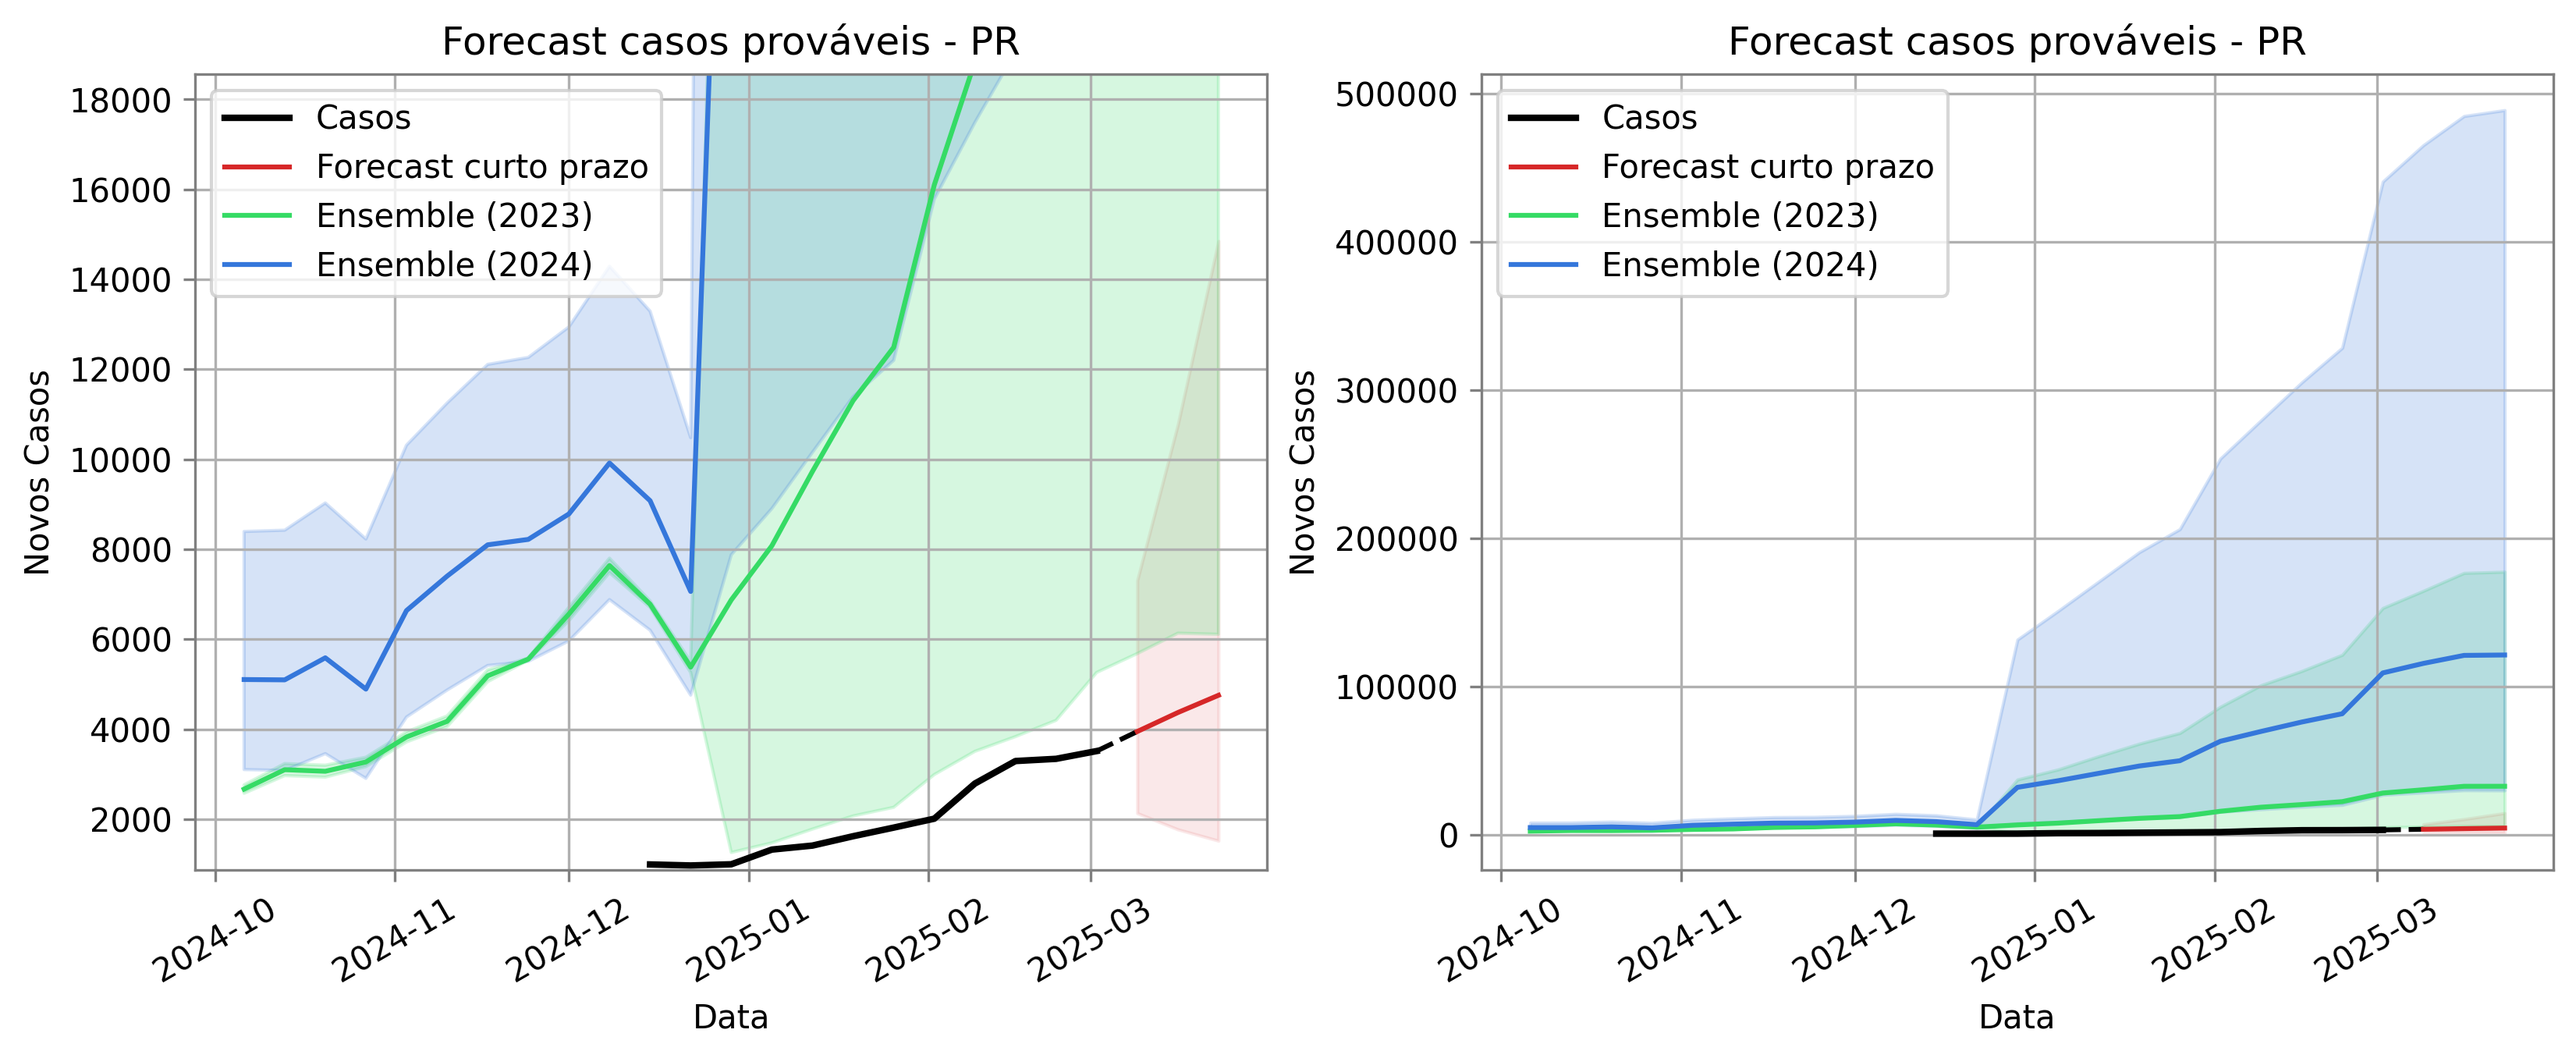 Forecast casos prováveis - PR
18000
16000
14000
12000
10000
8000
6000
4000
2000
Novos Casos
Casos
Forecast curto prazo
Ensemble (2023)
Ensemble (2024)
2024-10
2024-11
2024-12
2025-01
2025-02
2025-03
Data
Forecast casos prováveis - PR
500000
400000
300000
200000
100000
0
Novos Casos
Casos
Forecast curto prazo
Ensemble (2023)
Ensemble (2024)
2024-10
2024-11
2024-12
2025-01
2025-02
2025-03
Data